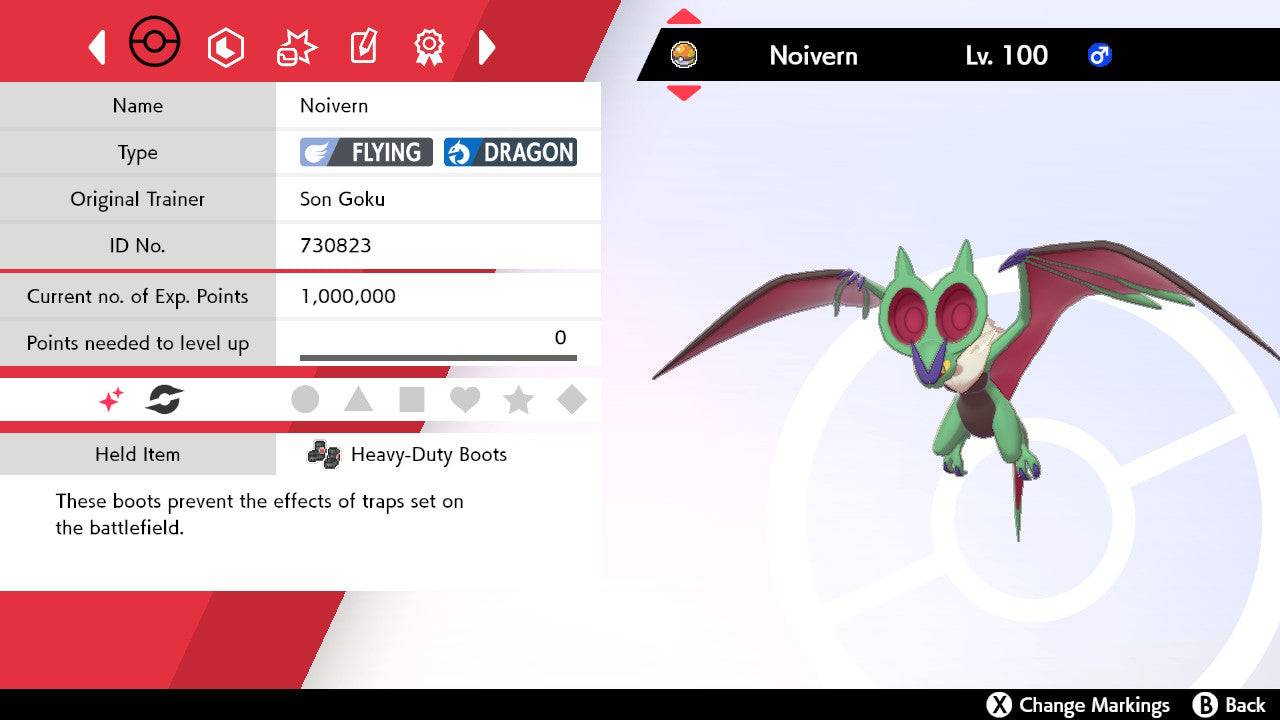 Noivern Lv. 100
Name Noivern
Type FLYING DRAGON
Original Trainer Son Goku
ID No. 730823
Current no. of Exp. Points 1,000,000
Points needed to level up 0
Held Item Heavy-Duty Boots
These boots prevent the effects of traps set on
the battlefield.
X Change Markings B Back